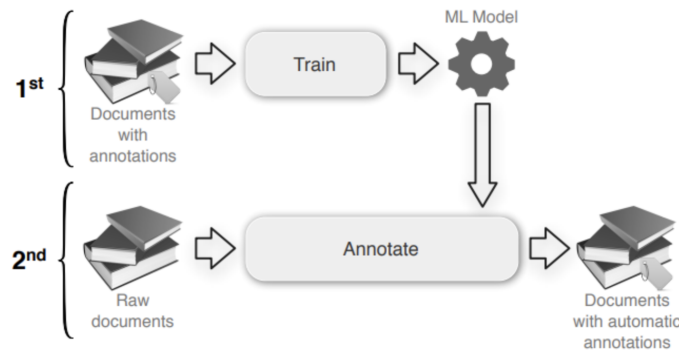 ML Model
1st
Train
Documents
with
annotations
2nd
Annotate
Raw
documents
Documents
with automatic
annotations